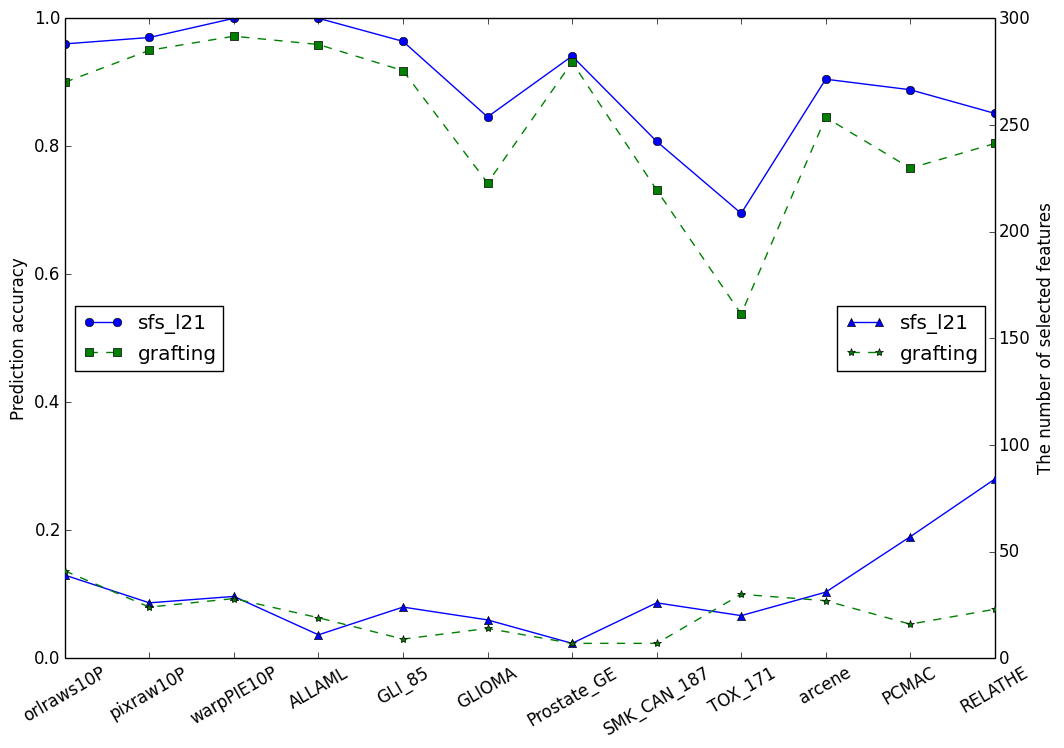 1.0
0.8
0.6
0.4
0.2
0.0
Prediction accuracy
sfs_l21
grafting
sfs_l21
grafting
300
250
200
150
100
50
0
The number of selected features
orlraws10P
pixraw10P
warpPIE10P
ALLAML
GLI_85
GLIOMA
Prostate_GE
SMK_CAN_187
TOX_171
arcene
PCMAC
RELATHE